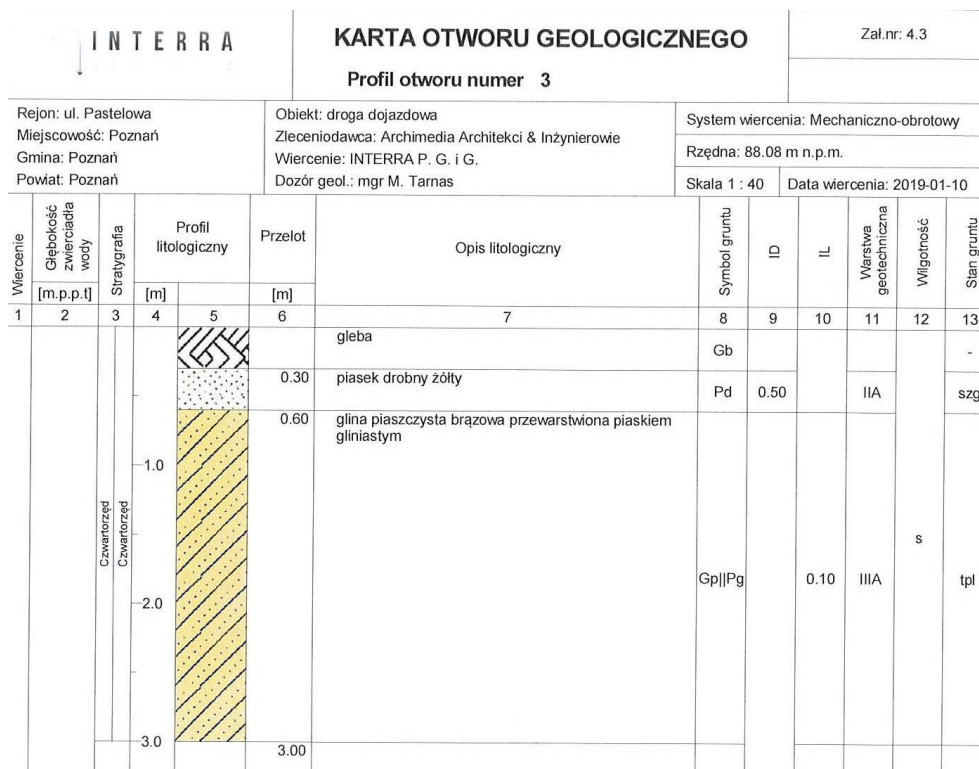 INTERRA
KARTA OTWORU GEOLOGICZNEGO
Profil otworu numer 3
Zał.nr: 4.3
Rejon: ul. Pastelowa
Miejscowość: Poznań
Gmina: Poznań
Powiat: Poznań
Obiekt: droga dojazdowa
Zleceniodawca: Archimedia Architekci & Inżynierowie
Wiercenie: INTERRA P. G. i G.
Dozór geol.: mgr M. Tarnas
System wiercenia: Mechaniczno-obrotowy
Rzędna: 88.08 m n.p.m.
Skala 1 : 40
Data wiercenia: 2019-01-10
Wiercenie
Głębokość
zwierciadła
wody
[m.p.p.t]
Stratygrafia
Profil
litologiczny
[m]
Przelot
[m]
Opis litologiczny
Symbol gruntu
ID
IL
Warstwa
geotechniczna
Wilgotność
Stan gruntu
1 2 3 4 5 6 7 8 9 10 11 12 13
gleba
Gb
-
0.30
piasek drobny żółty
Pd
0.50
IIA
szg
0.60
glina piaszczysta brązowa przewarstwiona piaskiem
gliniastym
1.0
Czwartorzęd
Czwartorzęd
s
Gp||Pg
0.10
IIIA
tpl
2.0
3.0
3.00